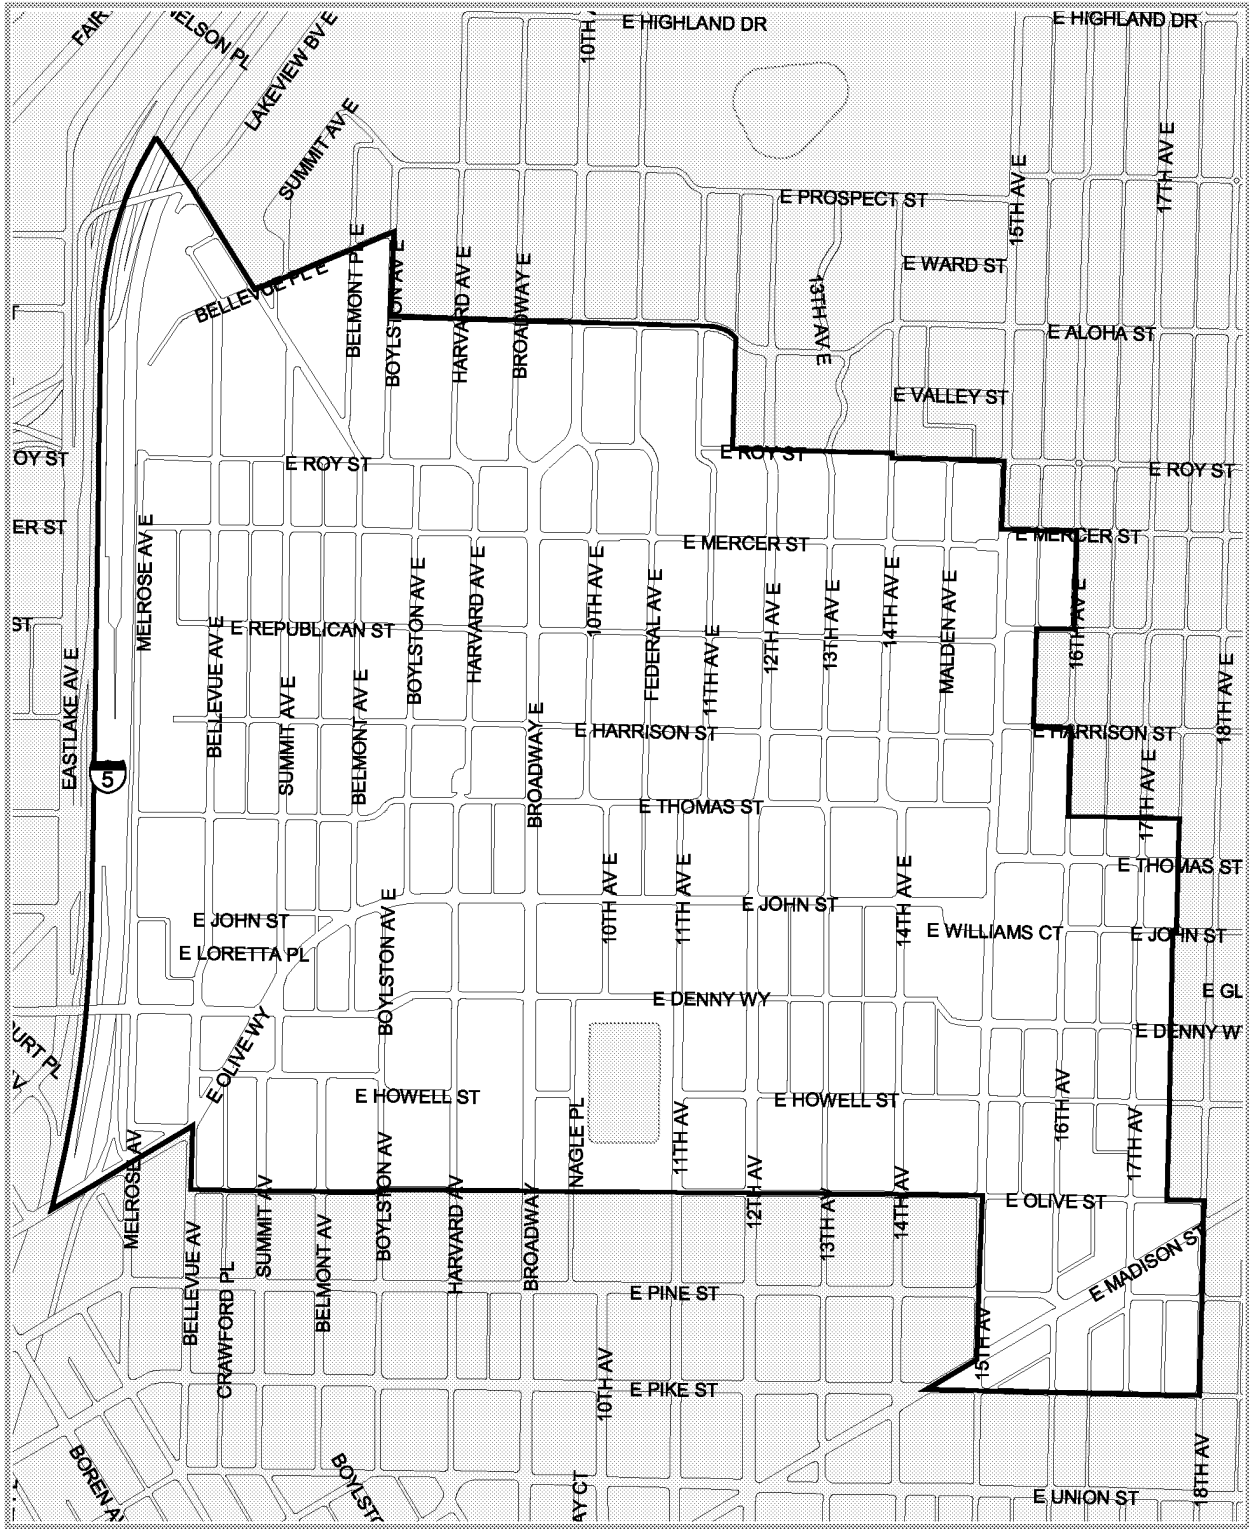 FAIR
NELSON PL
LAKEVIEW BV E
E HIGHLAND DR
E HIGHLAND DR
SUMMIT AV E
E PROSPECT ST
15TH AV E
17TH AV E
E WARD ST
BELLEVUE PL E
BELMONT PL E
BOYLSTON AV E
HARVARD AV E
BROADWAY E
13TH AV E
E ALOHA ST
E VALLEY ST
OY ST
E ROY ST
E ROY ST
E ROY ST
ER ST
MELROSE AV E
E MERCER ST
E MERCER ST
ST
BELLEVUE AV E
E REPUBLICAN ST
BOYLSTON AV E
HARVARD AV E
10TH AV E
FEDERAL AV E
11TH AV E
12TH AV E
13TH AV E
14TH AV E
MALDEN AV E
16TH AV E
18TH AV E
EASTLAKE AV E
SUMMIT AV E
BELMONT AV E
BROADWAY E
E HARRISON ST
E HARRISON ST
5
17TH AV E
E THOMAS ST
E THOMAS ST
E JOHN ST
E LORETTA PL
BOYLSTON AV E
10TH AV E
11TH AV E
E JOHN ST
14TH AV E
E WILLIAMS CT
E JOHN ST
E DENNY WY
E GL
E DENNY W
URT PL
E OLIVE WY
E HOWELL ST
E HOWELL ST
16TH AV
MELROSE AV
BOYLSTON AV
NAGLE PL
11TH AV
12TH AV
14TH AV
17TH AV
SUMMIT AV
HARVARD AV
BROADWAY
13TH AV
E OLIVE ST
BELLEVUE AV
CRAWFORD PL
BELMONT AV
E PINE ST
E MADISON ST
15TH AV
10TH AV
E PIKE ST
BOREN AV
BOYLSTO
AY CT
18TH AV
E UNION ST